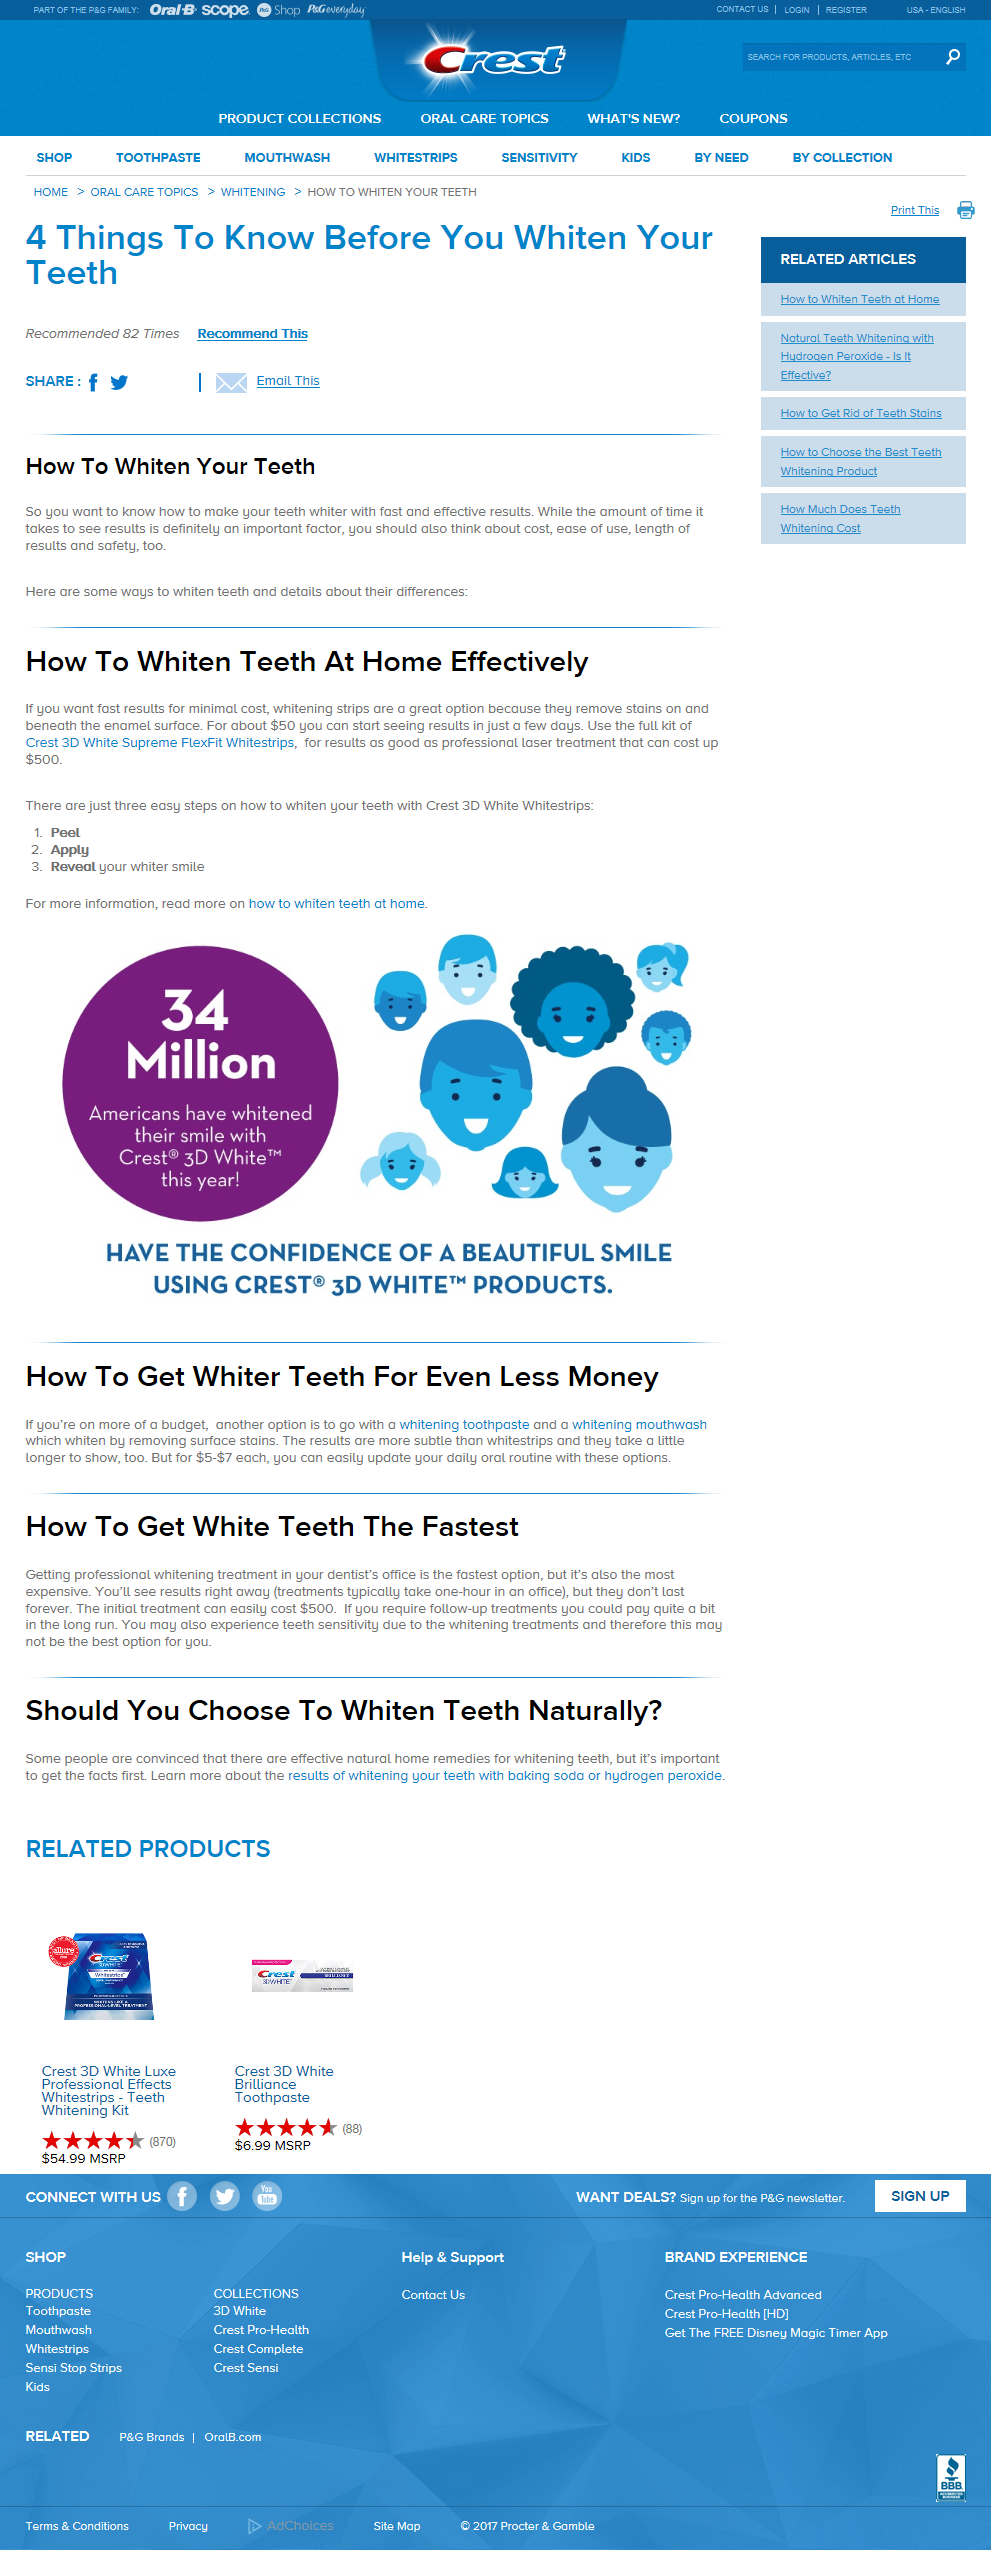 PART OF THE P&G FAMILY: Oral-B scope P&G Shop P&G everyday
CONTACT US | LOGIN | REGISTER USA - ENGLISH
Crest
SEARCH FOR PRODUCTS, ARTICLES, ETC
PRODUCT COLLECTIONS ORAL CARE TOPICS WHAT'S NEW? COUPONS
SHOP TOOTHPASTE MOUTHWASH WHITESTRIPS SENSITIVITY KIDS BY NEED BY COLLECTION
HOME > ORAL CARE TOPICS > WHITENING > HOW TO WHITEN YOUR TEETH
Print This
4 Things To Know Before You Whiten Your
Teeth
Recommended 82 Times Recommend This
SHARE : | Email This
RELATED ARTICLES
How to Whiten Teeth at Home
Natural Teeth Whitening with
Hydrogen Peroxide - Is It
Effective?
How to Get Rid of Teeth Stains
How to Choose the Best Teeth
Whitening Product
How Much Does Teeth
Whitening Cost
How To Whiten Your Teeth
So you want to know how to make your teeth whiter with fast and effective results. While the amount of time it
takes to see results is definitely an important factor, you should also think about cost, ease of use, length of
results and safety, too.
Here are some ways to whiten teeth and details about their differences:
How To Whiten Teeth At Home Effectively
If you want fast results for minimal cost, whitening strips are a great option because they remove stains on and
beneath the enamel surface. For about $50 you can start seeing results in just a few days. Use the full kit of
Crest 3D White Supreme FlexFit Whitestrips, for results as good as professional laser treatment that can cost up
$500.
There are just three easy steps on how to whiten your teeth with Crest 3D White Whitestrips:
1. Peel
2. Apply
3. Reveal your whiter smile
For more information, read more on how to whiten teeth at home.
34
Million
Americans have whitened
their smile with
Crest® 3D White™
this year!
HAVE THE CONFIDENCE OF A BEAUTIFUL SMILE
USING CREST® 3D WHITE™ PRODUCTS.
How To Get Whiter Teeth For Even Less Money
If you're on more of a budget, another option is to go with a whitening toothpaste and a whitening mouthwash
which whiten by removing surface stains. The results are more subtle than whitestrips and they take a little
longer to show, too. But for $5-$7 each, you can easily update your daily oral routine with these options.
How To Get White Teeth The Fastest
Getting professional whitening treatment in your dentist's office is the fastest option, but it's also the most
expensive. You'll see results right away (treatments typically take one-hour in an office), but they don't last
forever. The initial treatment can easily cost $500. If you require follow-up treatments you could pay quite a bit
in the long run. You may also experience teeth sensitivity due to the whitening treatments and therefore this may
not be the best option for you.
Should You Choose To Whiten Teeth Naturally?
Some people are convinced that there are effective natural home remedies for whitening teeth, but it's important
to get the facts first. Learn more about the results of whitening your teeth with baking soda or hydrogen peroxide.
RELATED PRODUCTS
allure
Crest
3DWHITE
Whitestrips
WHITENS LIKE A
PROFESSIONAL-LEVEL TREATMENT
Crest
3DWHITE
BRILLIANCE
Crest 3D White Luxe
Professional Effects
Whitestrips - Teeth
Whitening Kit
(870)
$54.99 MSRP
Crest 3D White
Brilliance
Toothpaste
(88)
$6.99 MSRP
CONNECT WITH US You Tube
WANT DEALS? Sign up for the P&G newsletter. SIGN UP
SHOP
PRODUCTS
Toothpaste
Mouthwash
Whitestrips
Sensi Stop Strips
Kids
COLLECTIONS
3D White
Crest Pro-Health
Crest Complete
Crest Sensi
Help & Support
Contact Us
BRAND EXPERIENCE
Crest Pro-Health Advanced
Crest Pro-Health [HD]
Get The FREE Disney Magic Timer App
RELATED P&G Brands | OralB.com
BBB
ACCREDITED
BUSINESS
Terms & Conditions Privacy AdChoices Site Map © 2017 Procter & Gamble